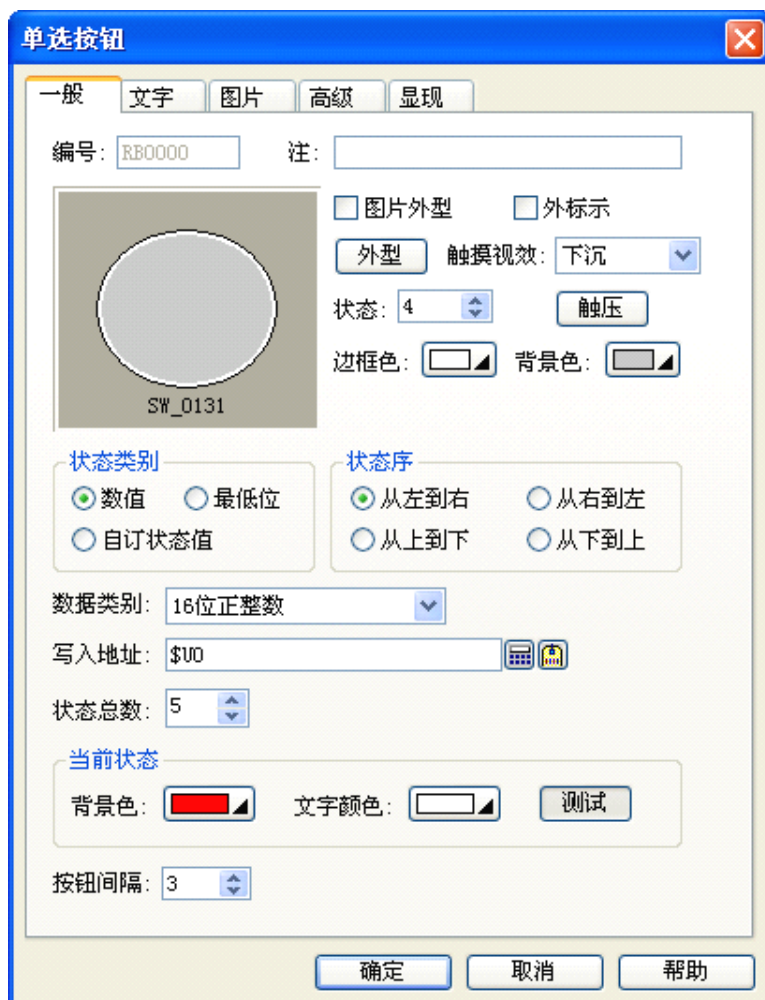 单选按钮
一般 文字 图片 高级 显现
编号: RB0000 注:
图片外型 外标示
外型 触摸视效: 下沉
状态: 4 触压
边框色: 背景色:
SW_0131
状态类别 状态序
数值 最低位 从左到右 从右到左
自订状态值 从上到下 从下到上
数据类别: 16位正整数
写入地址: $U0
状态总数: 5
当前状态
背景色: 文字颜色: 测试
按钮间隔: 3
确定 取消 帮助